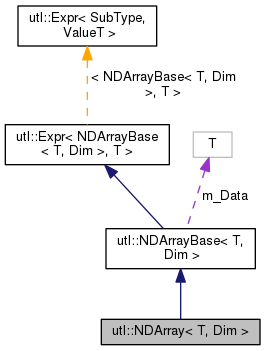 utl::Expr< SubType,
ValueT >
< NDArrayBase< T, Dim
>, T >
utl::Expr< NDArrayBase
< T, Dim >, T >
T
m_Data
utl::NDArrayBase< T,
Dim >
utl::NDArray< T, Dim >